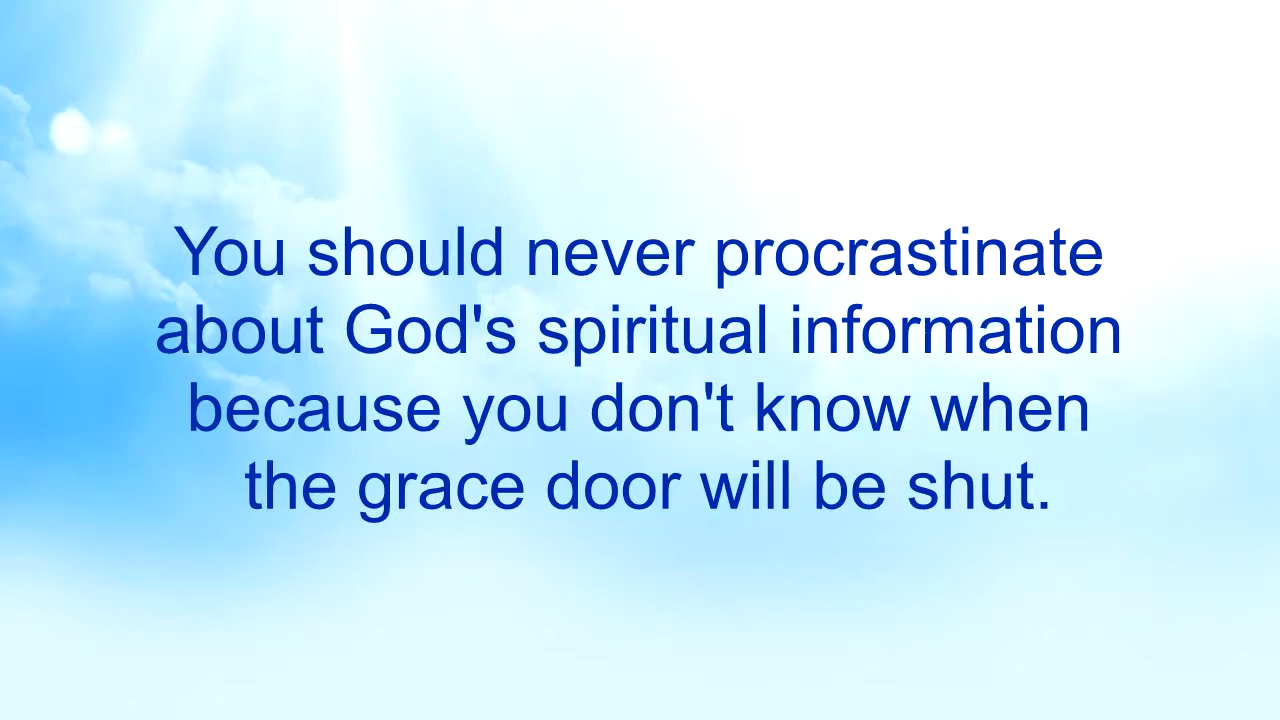 You should never procrastinate
about God's spiritual information
because you don't know when
the grace door will be shut.